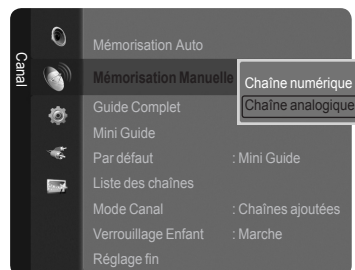 Canal
Mémorisation Auto
Mémorisation Manuelle
Chaîne numérique
Chaîne analogique
Guide Complet
Mini Guide
Par défaut : Mini Guide
Liste des chaînes
Mode Canal : Chaînes ajoutées
Verrouillage Enfant : Marche
Réglage fin